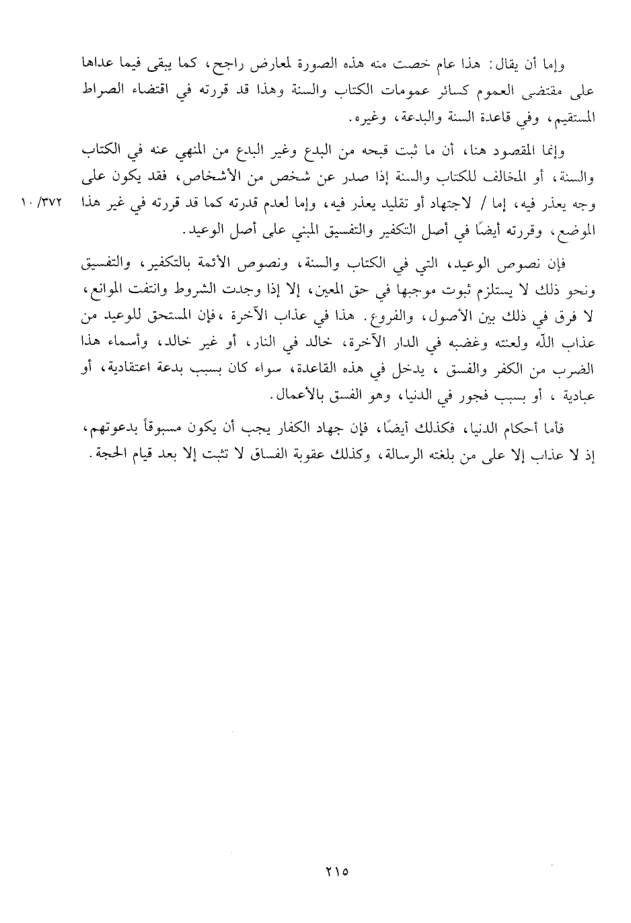 وإما أن يقال: هذا عام خصت منه هذه الصورة لمعارض راجح، كما يبقى فيما عداها
على مقتضى العموم كسائر عمومات الكتاب والسنة وهذا قد قررته في اقتضاء الصراط
المستقيم، وفي قاعدة السنة والبدعة، وغيره.
وإنما المقصود هنا، أن ما ثبت قبحه من البدع وغير البدع من المنهي عنه في الكتاب
والسنة، أو المخالف للكتاب والسنة إذا صدر عن شخص من الأشخاص، فقد يكون على
وجه يعذر فيه، إما / لاجتهاد أو تقليد يعذر فيه، وإما لعدم قدرته كما قد قررته في غير هذا
١٠/٣٧٢
الموضع، وقررته أيضًا في أصل التكفير والتفسيق المبني على أصل الوعيد.
فإن نصوص الوعيد، التي في الكتاب والسنة، ونصوص الأئمة بالتكفير، والتفسيق
ونحو ذلك لا يستلزم ثبوت موجبها في حق المعين، إلا إذا وجدت الشروط وانتفت الموانع،
لا فرق في ذلك بين الأصول، والفروع. هذا في عذاب الآخرة ،فإن المستحق للوعيد من
عذاب الله ولعنته وغضبه في الدار الآخرة، خالد في النار، أو غير خالد، وأسماء هذا
الضرب من الكفر والفسق ، يدخل في هذه القاعدة، سواء كان بسبب بدعة اعتقادية، أو
عبادية ، أو بسبب فجور في الدنيا، وهو الفسق بالأعمال.
فأما أحكام الدنيا، فكذلك أيضًا، فإن جهاد الكفار يجب أن يكون مسبوقاً بدعوتهم،
إذ لا عذاب إلا على من بلغته الرسالة، وكذلك عقوبة الفساق لا تثبت إلا بعد قيام الحجة.
٢١٥